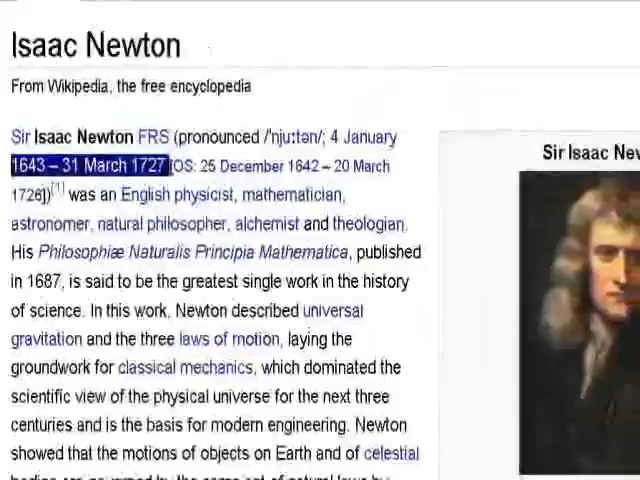 Isaac Newton
From Wikipedia, the free encyclopedia
Sir Isaac Newton FRS (pronounced /ˈnjuːtən/; 4 January
1643 – 31 March 1727 [OS: 25 December 1642 – 20 March
1726])[1] was an English physicist, mathematician,
astronomer, natural philosopher, alchemist and theologian.
His Philosophiæ Naturalis Principia Mathematica, published
in 1687, is said to be the greatest single work in the history
of science. In this work, Newton described universal
gravitation and the three laws of motion, laying the
groundwork for classical mechanics, which dominated the
scientific view of the physical universe for the next three
centuries and is the basis for modern engineering. Newton
showed that the motions of objects on Earth and of celestial
Sir Isaac